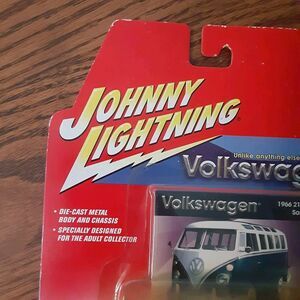 JOHNNY
LIGHTNING
Unlike anything else
Volkswag
• DIE-CAST METAL
BODY AND CHASSIS
• SPECIALLY DESIGNED
FOR THE ADULT COLLECTOR
Volkswagen
1966 21